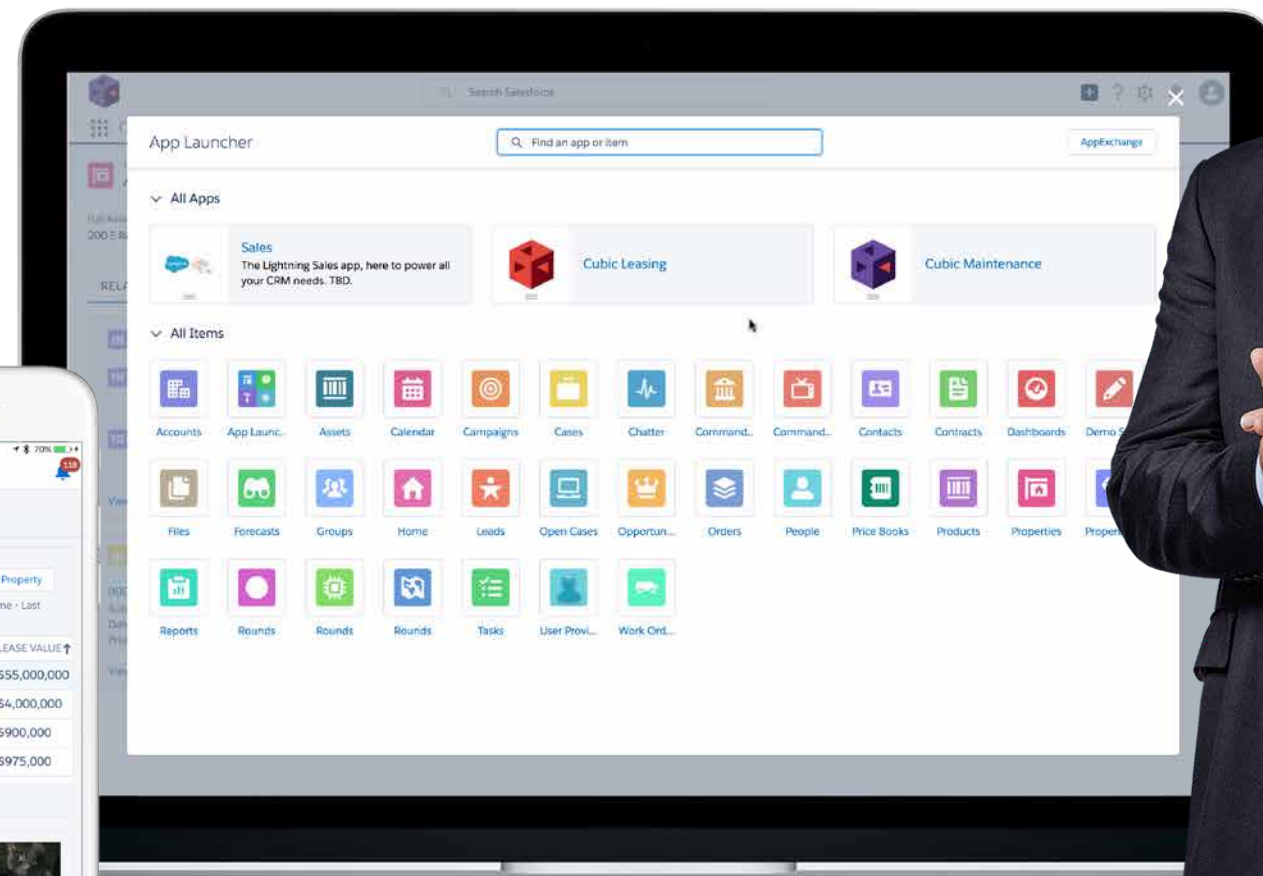 Search Salesforce
App Launcher
Find an app or item
AppExchange
All Apps
Sales
The Lightning Sales app, here to power all
your CRM needs. TBD.
Cubic Leasing
Cubic Maintenance
All Items
Accounts App Launc... Assets Calendar Campaigns Cases Chatter Command... Command... Contacts Contracts Dashboards Demo
Files Forecasts Groups Home Leads Open Cases Opportun... Orders People Price Books Products Properties
Reports Rounds Rounds Rounds Tasks User Provi... Work Ord...
70%
118
Property
Last
LEASE VALUE
$55,000,000
$4,000,000
$900,000
$975,000